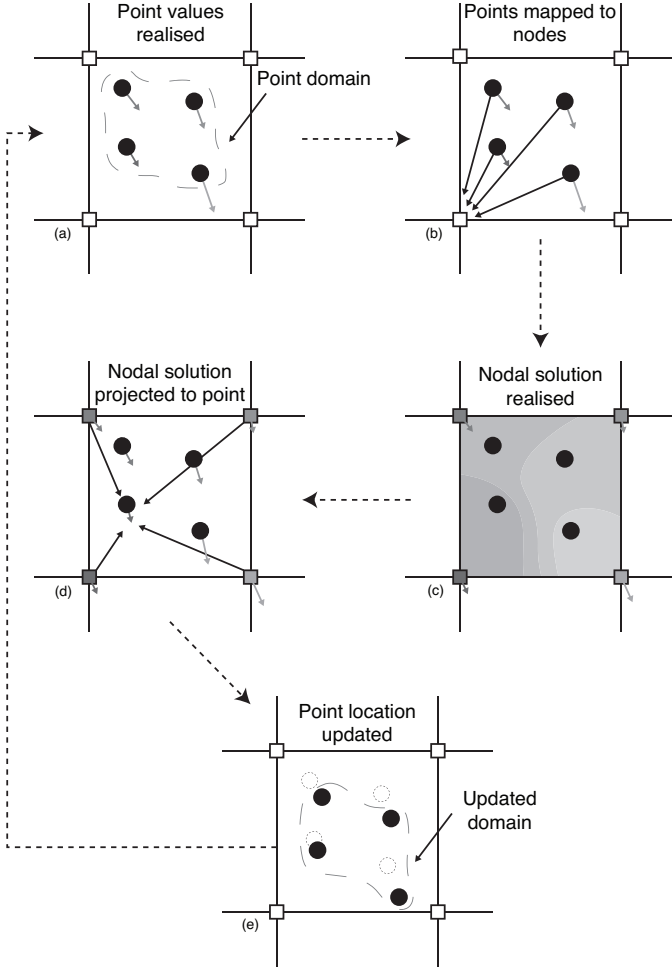 Point values
realised
Point domain
(a)
Points mapped to
nodes
(b)
Nodal solution
realised
(c)
Nodal solution
projected to point
(d)
Point location
updated
Updated
domain
(e)